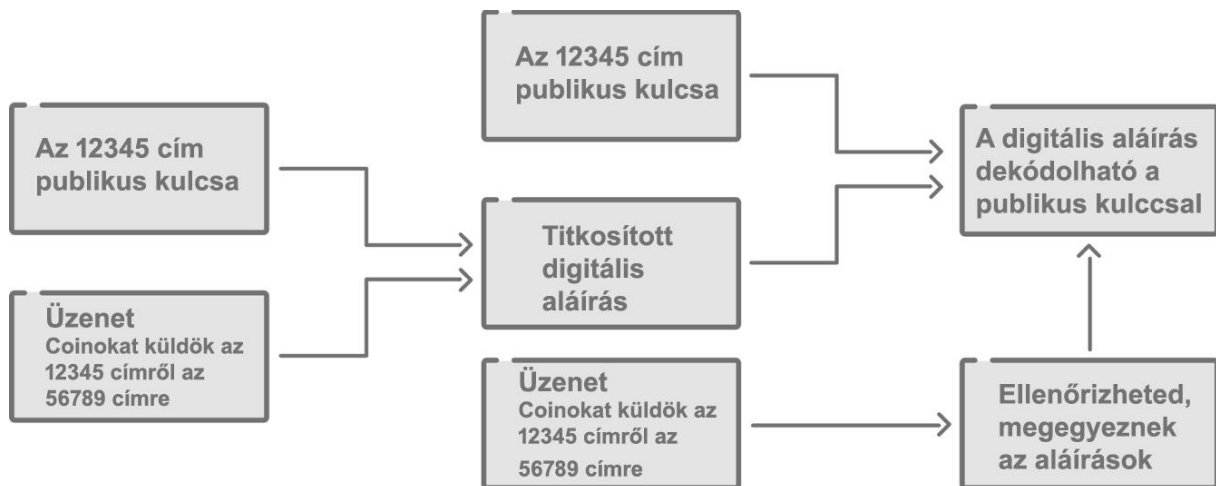 Az 12345 cím
publikus kulcsa
Üzenet
Coinokat küldök az
12345 címről az
56789 címre
Az 12345 cím
publikus kulcsa
Titkosított
digitális
aláírás
Üzenet
Coinokat küldök az
12345 címről az
56789 címre
A digitális aláírás
dekódolható a
publikus kulccsal
Ellenőrizheted,
megegyeznek
az aláírások